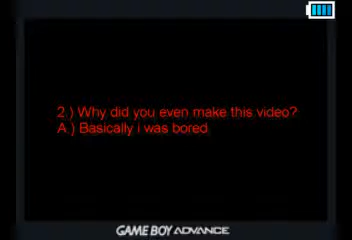 2.) Why did you even make this video?
A.) Basically i was bored
GAME BOY ADVANCE